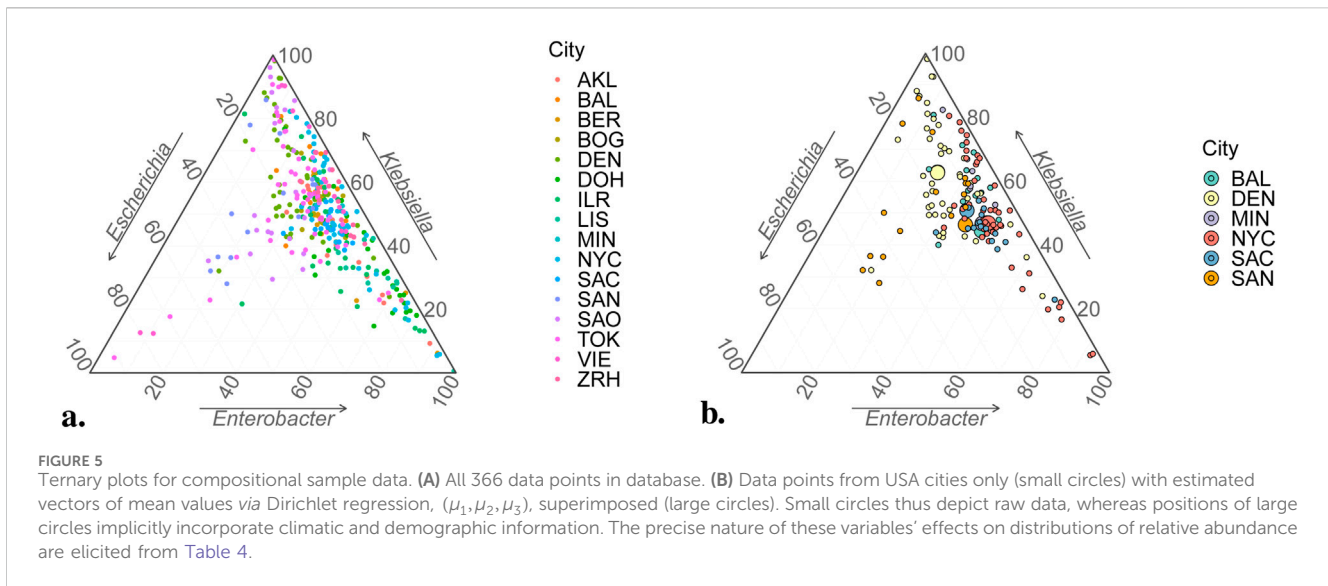 100
20
80
Escherichia
Klebsiella
40
60
60
40
80
20
100
20
40
60
80
100
Enterobacter
a.
City
AKL
BAL
BER
BOG
DEN
DOH
ILR
LIS
MIN
NYC
SAC
SAN
SAO
TOK
VIE
ZRH
100
20
80
Escherichia
Klebsiella
40
60
60
40
80
20
100
20
40
60
80
100
Enterobacter
b.
City
BAL
DEN
MIN
NYC
SAC
SAN
FIGURE 5
Ternary plots for compositional sample data. (A) All 366 data points in database. (B) Data points from USA cities only (small circles) with estimated
vectors of mean values via Dirichlet regression, (μ₁,μ₂,μ₃), superimposed (large circles). Small circles thus depict raw data, whereas positions of large
circles implicitly incorporate climatic and demographic information. The precise nature of these variables' effects on distributions of relative abundance
are elicited from Table 4.